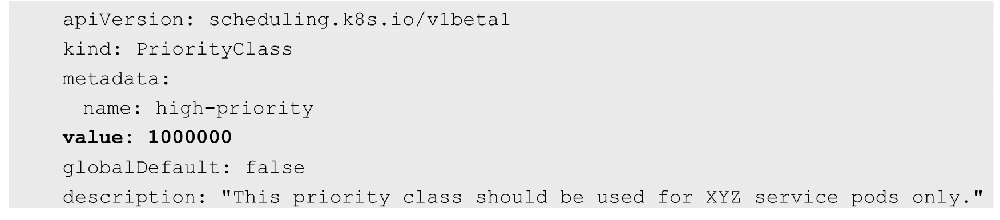 apiVersion: scheduling.k8s.io/v1beta1
kind: PriorityClass
metadata:
  name: high-priority
value: 1000000
globalDefault: false
description: "This priority class should be used for XYZ service pods only."